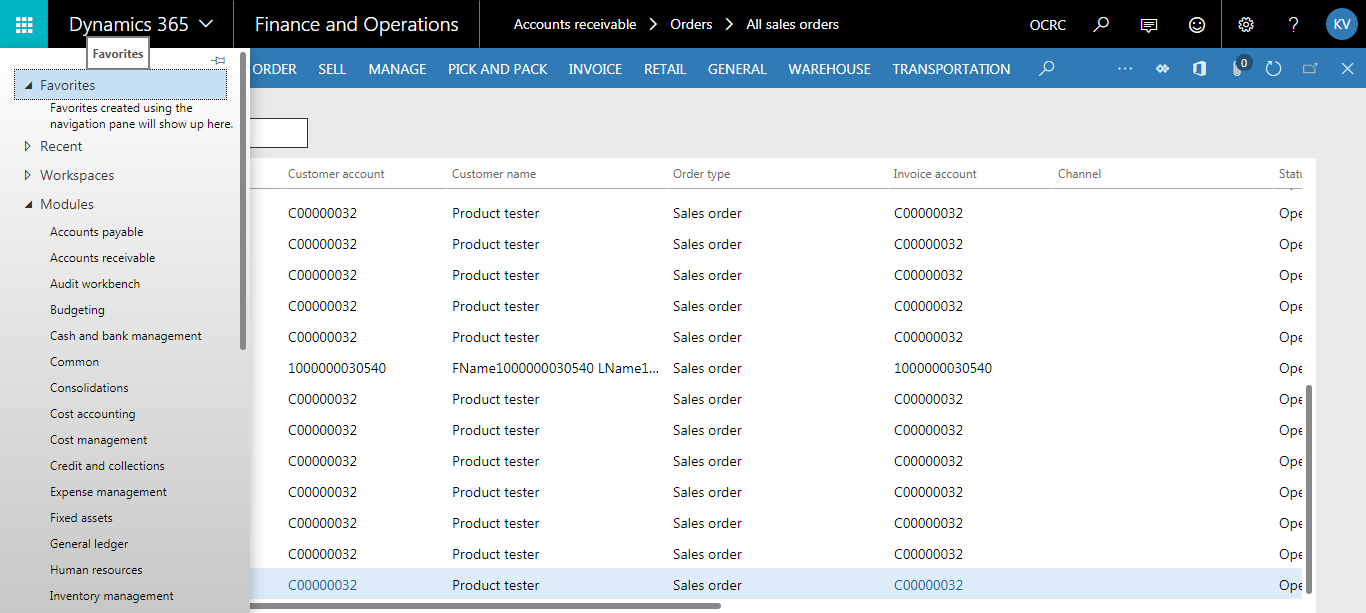 Dynamics 365 Finance and Operations Accounts receivable Orders All sales orders OCRC ? KV
Favorites
ORDER SELL MANAGE PICK AND PACK INVOICE RETAIL GENERAL WAREHOUSE TRANSPORTATION ... 0
Favorites
Favorites created using the
navigation pane will show up here.
Recent
Workspaces
Modules
Accounts payable
Accounts receivable
Audit workbench
Budgeting
Cash and bank management
Common
Consolidations
Cost accounting
Cost management
Credit and collections
Expense management
Fixed assets
General ledger
Human resources
Inventory management
Customer account Customer name Order type Invoice account Channel Statu
C00000032 Product tester Sales order C00000032 Ope
C00000032 Product tester Sales order C00000032 Ope
C00000032 Product tester Sales order C00000032 Ope
C00000032 Product tester Sales order C00000032 Ope
C00000032 Product tester Sales order C00000032 Ope
1000000030540 FName1000000030540 LName1... Sales order 1000000030540 Ope
C00000032 Product tester Sales order C00000032 Ope
C00000032 Product tester Sales order C00000032 Ope
C00000032 Product tester Sales order C00000032 Ope
C00000032 Product tester Sales order C00000032 Ope
C00000032 Product tester Sales order C00000032 Ope
C00000032 Product tester Sales order C00000032 Ope
C00000032 Product tester Sales order C00000032 Ope